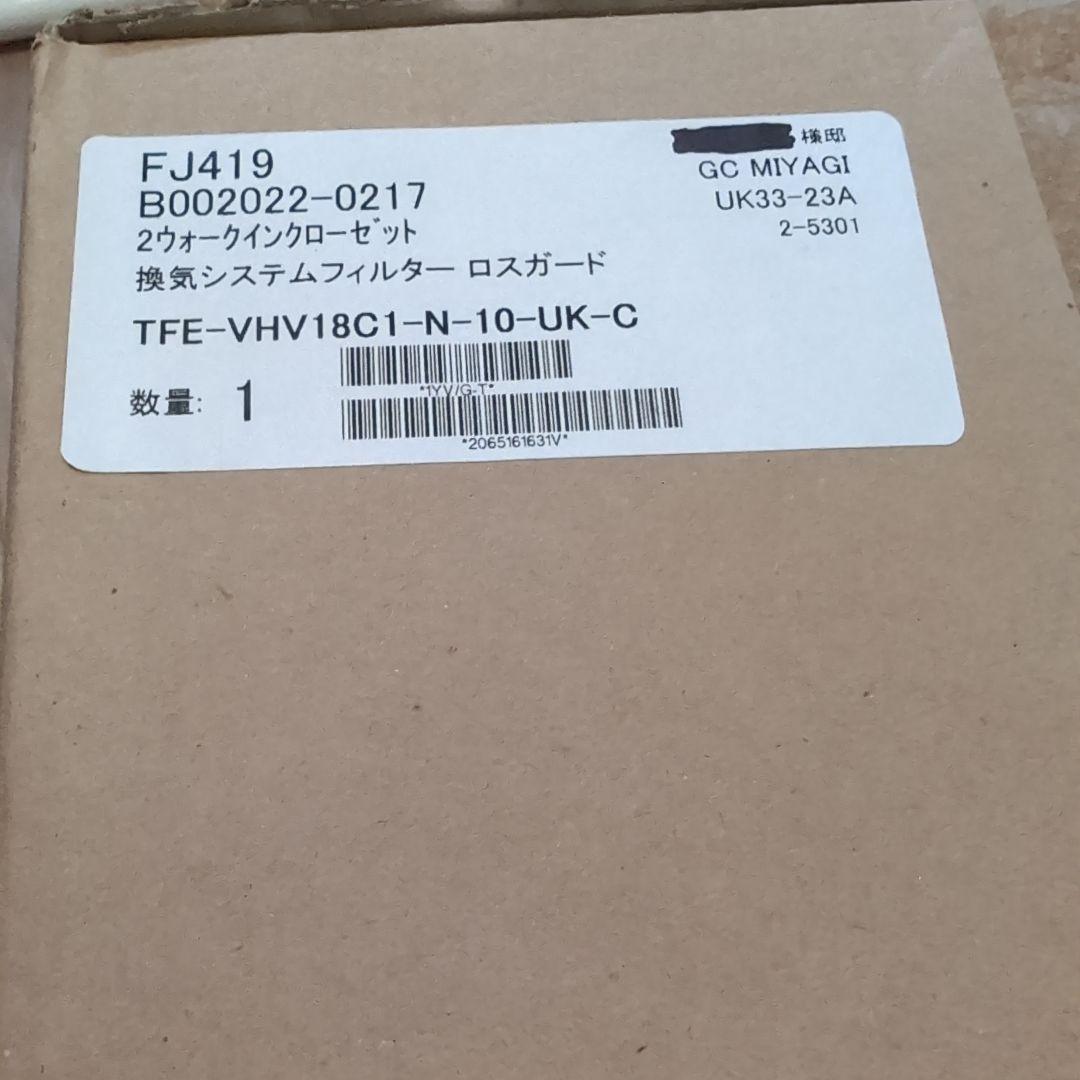 FJ419
B002022-0217
2ウォークインクローゼット
換気システムフィルター ロスガード
TFE-VHV18C1-N-10-UK-C
数量: 1
*1YV/G-T*
*2065161631V*
様邸
GC MIYAGI
UK33-23A
2-5301